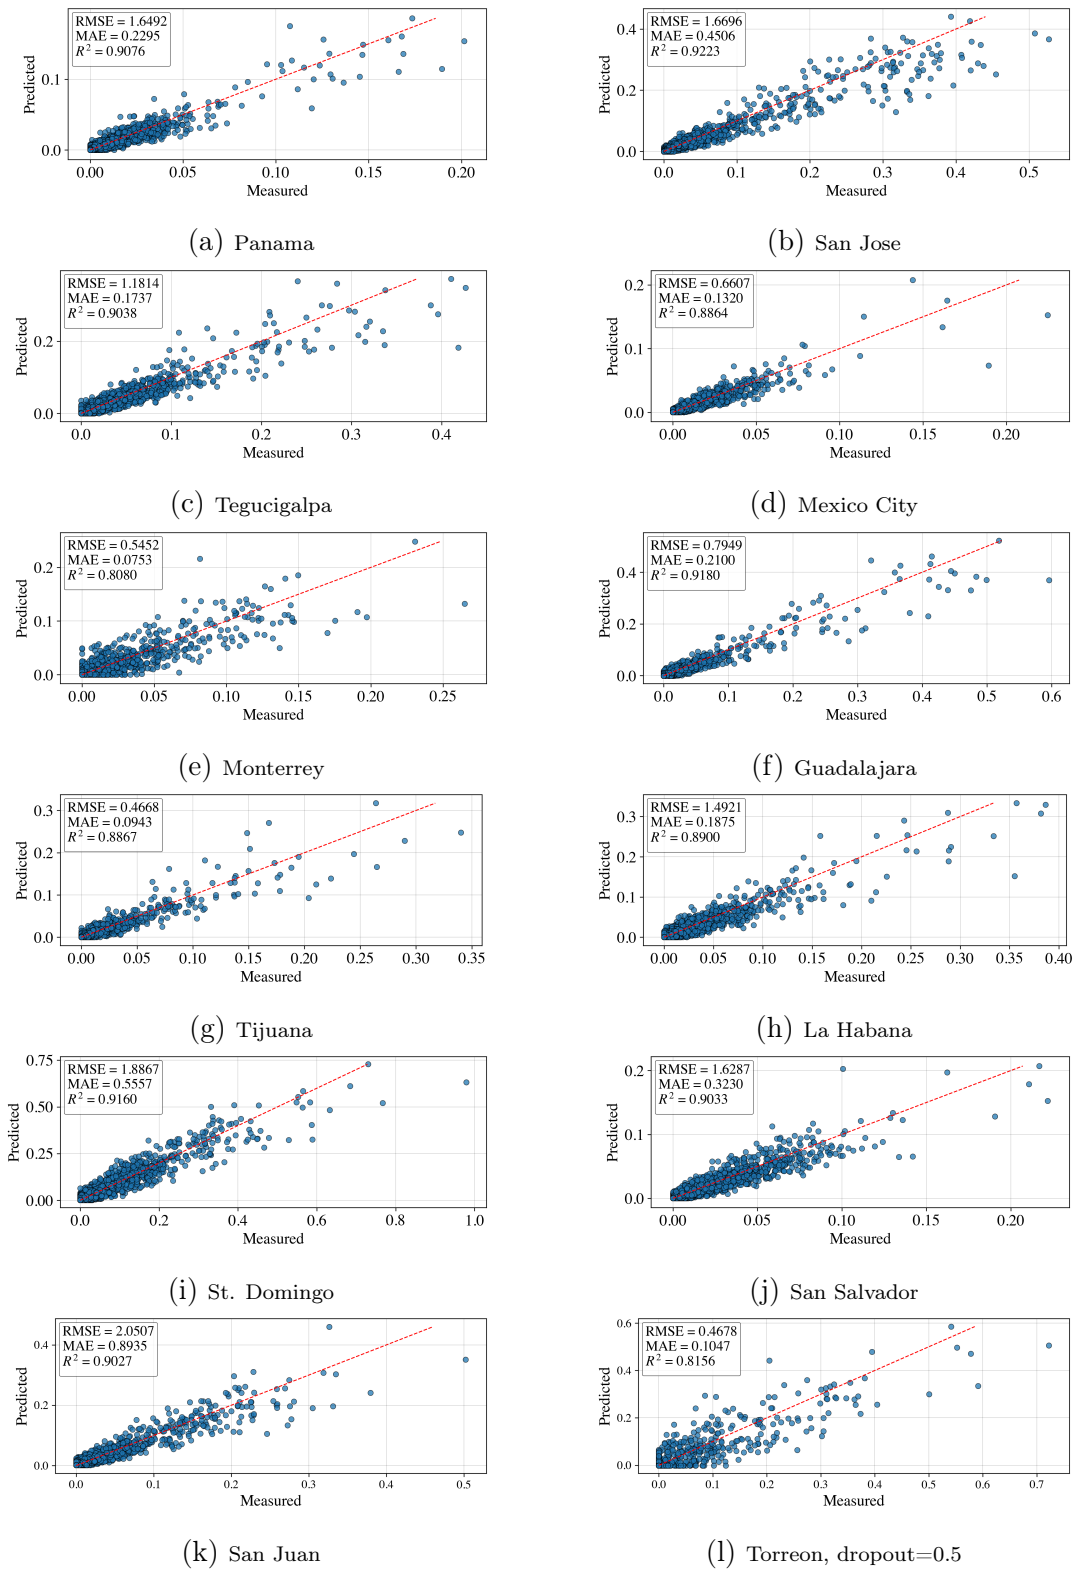 RMSE = 1.6492
MAE = 0.2295
R² = 0.9076
Predicted
0.1
0.0
0.00 0.05 0.10 0.15 0.20
Measured
(a) Panama
RMSE = 1.6696
MAE = 0.4506
R² = 0.9223
Predicted
0.4
0.2
0.0
0.0 0.1 0.2 0.3 0.4 0.5
Measured
(b) San Jose
RMSE = 1.1814
MAE = 0.1737
R² = 0.9038
Predicted
0.2
0.0
0.0 0.1 0.2 0.3 0.4
Measured
(c) Tegucigalpa
RMSE = 0.6607
MAE = 0.1320
R² = 0.8864
Predicted
0.2
0.1
0.0
0.00 0.05 0.10 0.15 0.20
Measured
(d) Mexico City
RMSE = 0.5452
MAE = 0.0753
R² = 0.8080
Predicted
0.2
0.1
0.0
0.00 0.05 0.10 0.15 0.20 0.25
Measured
(e) Monterrey
RMSE = 0.7949
MAE = 0.2100
R² = 0.9180
Predicted
0.4
0.2
0.0
0.0 0.1 0.2 0.3 0.4 0.5 0.6
Measured
(f) Guadalajara
RMSE = 0.4668
MAE = 0.0943
R² = 0.8867
Predicted
0.3
0.2
0.1
0.0
0.00 0.05 0.10 0.15 0.20 0.25 0.30 0.35
Measured
(g) Tijuana
RMSE = 1.4921
MAE = 0.1875
R² = 0.8900
Predicted
0.3
0.2
0.1
0.0
0.00 0.05 0.10 0.15 0.20 0.25 0.30 0.35 0.40
Measured
(h) La Habana
RMSE = 1.8867
MAE = 0.5557
R² = 0.9160
Predicted
0.75
0.50
0.25
0.00
0.0 0.2 0.4 0.6 0.8 1.0
Measured
(i) St. Domingo
RMSE = 1.6287
MAE = 0.3230
R² = 0.9033
Predicted
0.2
0.1
0.0
0.00 0.05 0.10 0.15 0.20
Measured
(j) San Salvador
RMSE = 2.0507
MAE = 0.8935
R² = 0.9027
Predicted
0.4
0.2
0.0
0.0 0.1 0.2 0.3 0.4 0.5
Measured
(k) San Juan
RMSE = 0.4678
MAE = 0.1047
R² = 0.8156
Predicted
0.6
0.4
0.2
0.0
0.0 0.1 0.2 0.3 0.4 0.5 0.6 0.7
Measured
(l) Torreon, dropout=0.5